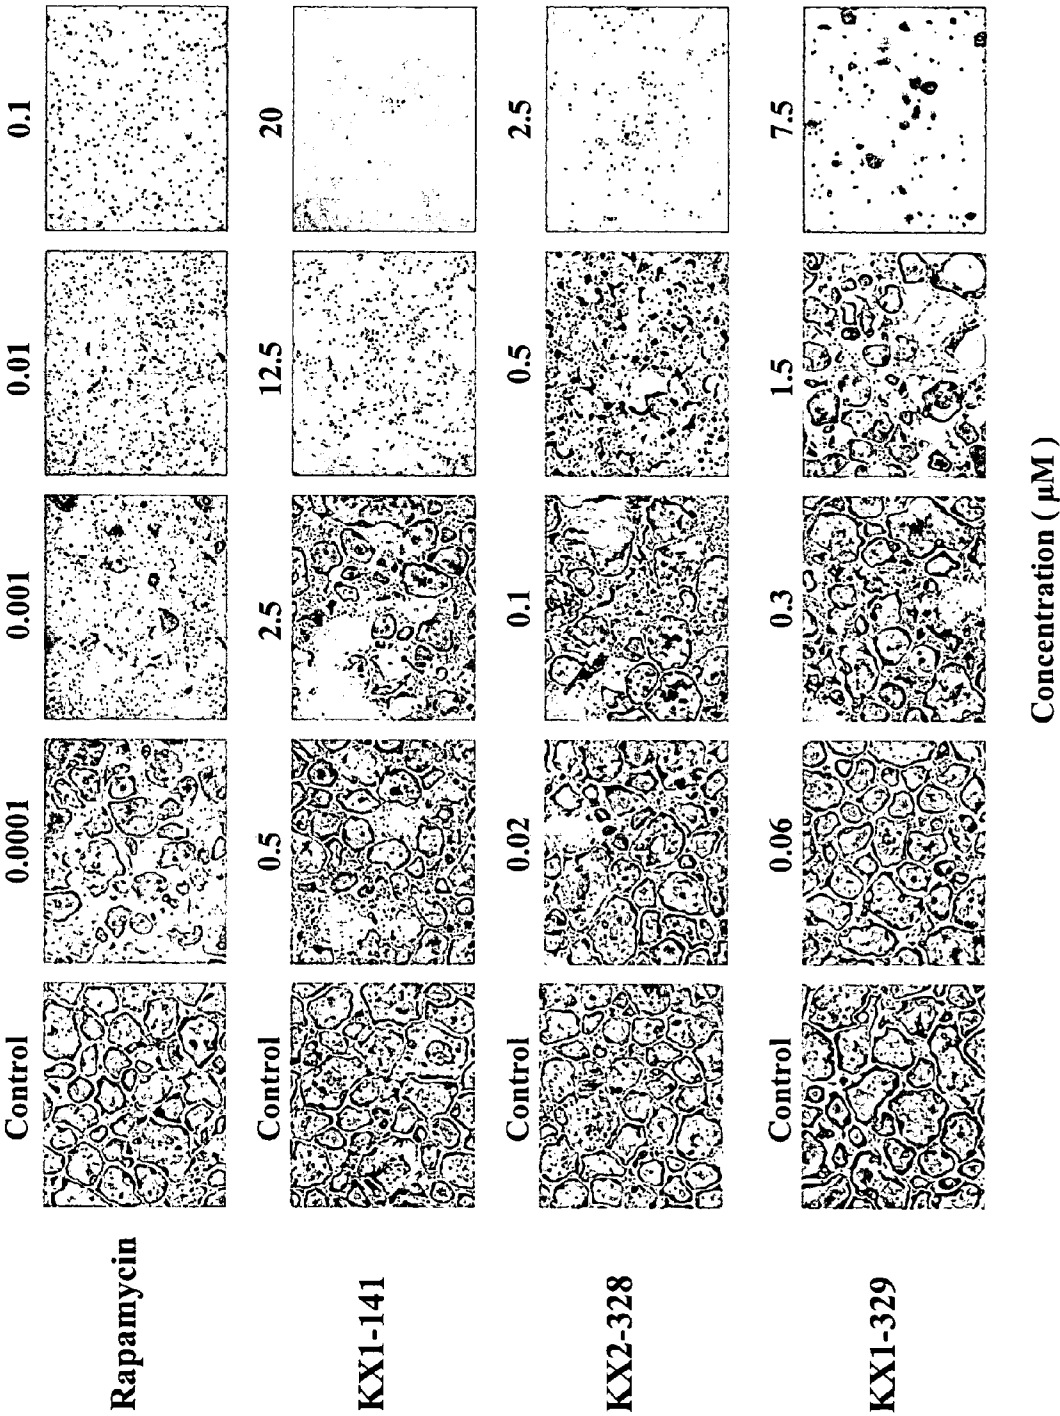 Rapamycin
Control 0.0001 0.001 0.01 0.1
KX1-141
Control 0.5 2.5 12.5 20
KX2-328
Control 0.02 0.1 0.5 2.5
KX1-329
Control 0.06 0.3 1.5 7.5
Concentration ( μM )